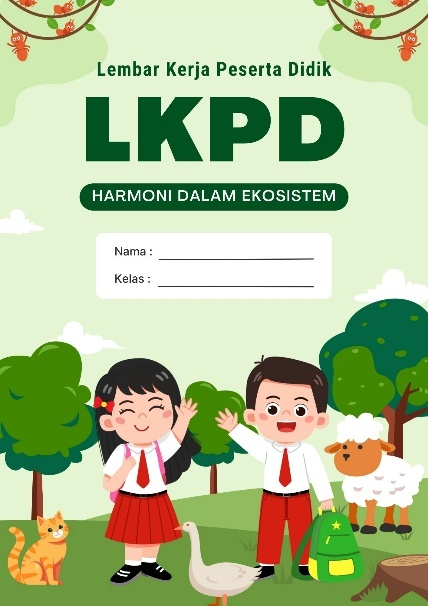 Lembar Kerja Peserta Didik
LKPD
HARMONI DALAM EKOSISTEM
Nama :
Kelas :